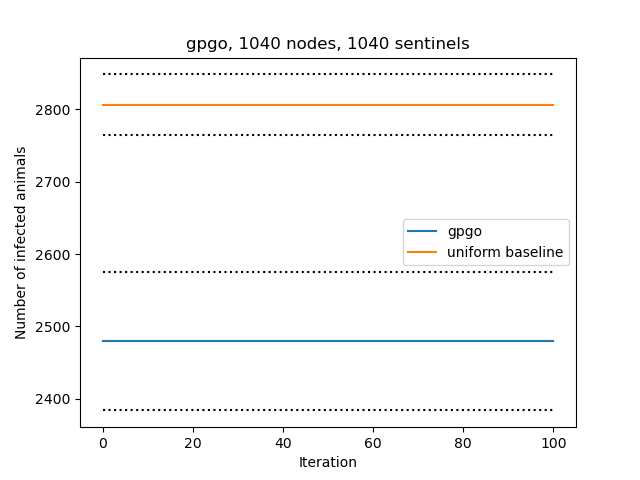 gpgo, 1040 nodes, 1040 sentinels
2800
2700
2600
2500
2400
Number of infected animals
gpgo
uniform baseline
0 20 40 60 80 100
Iteration